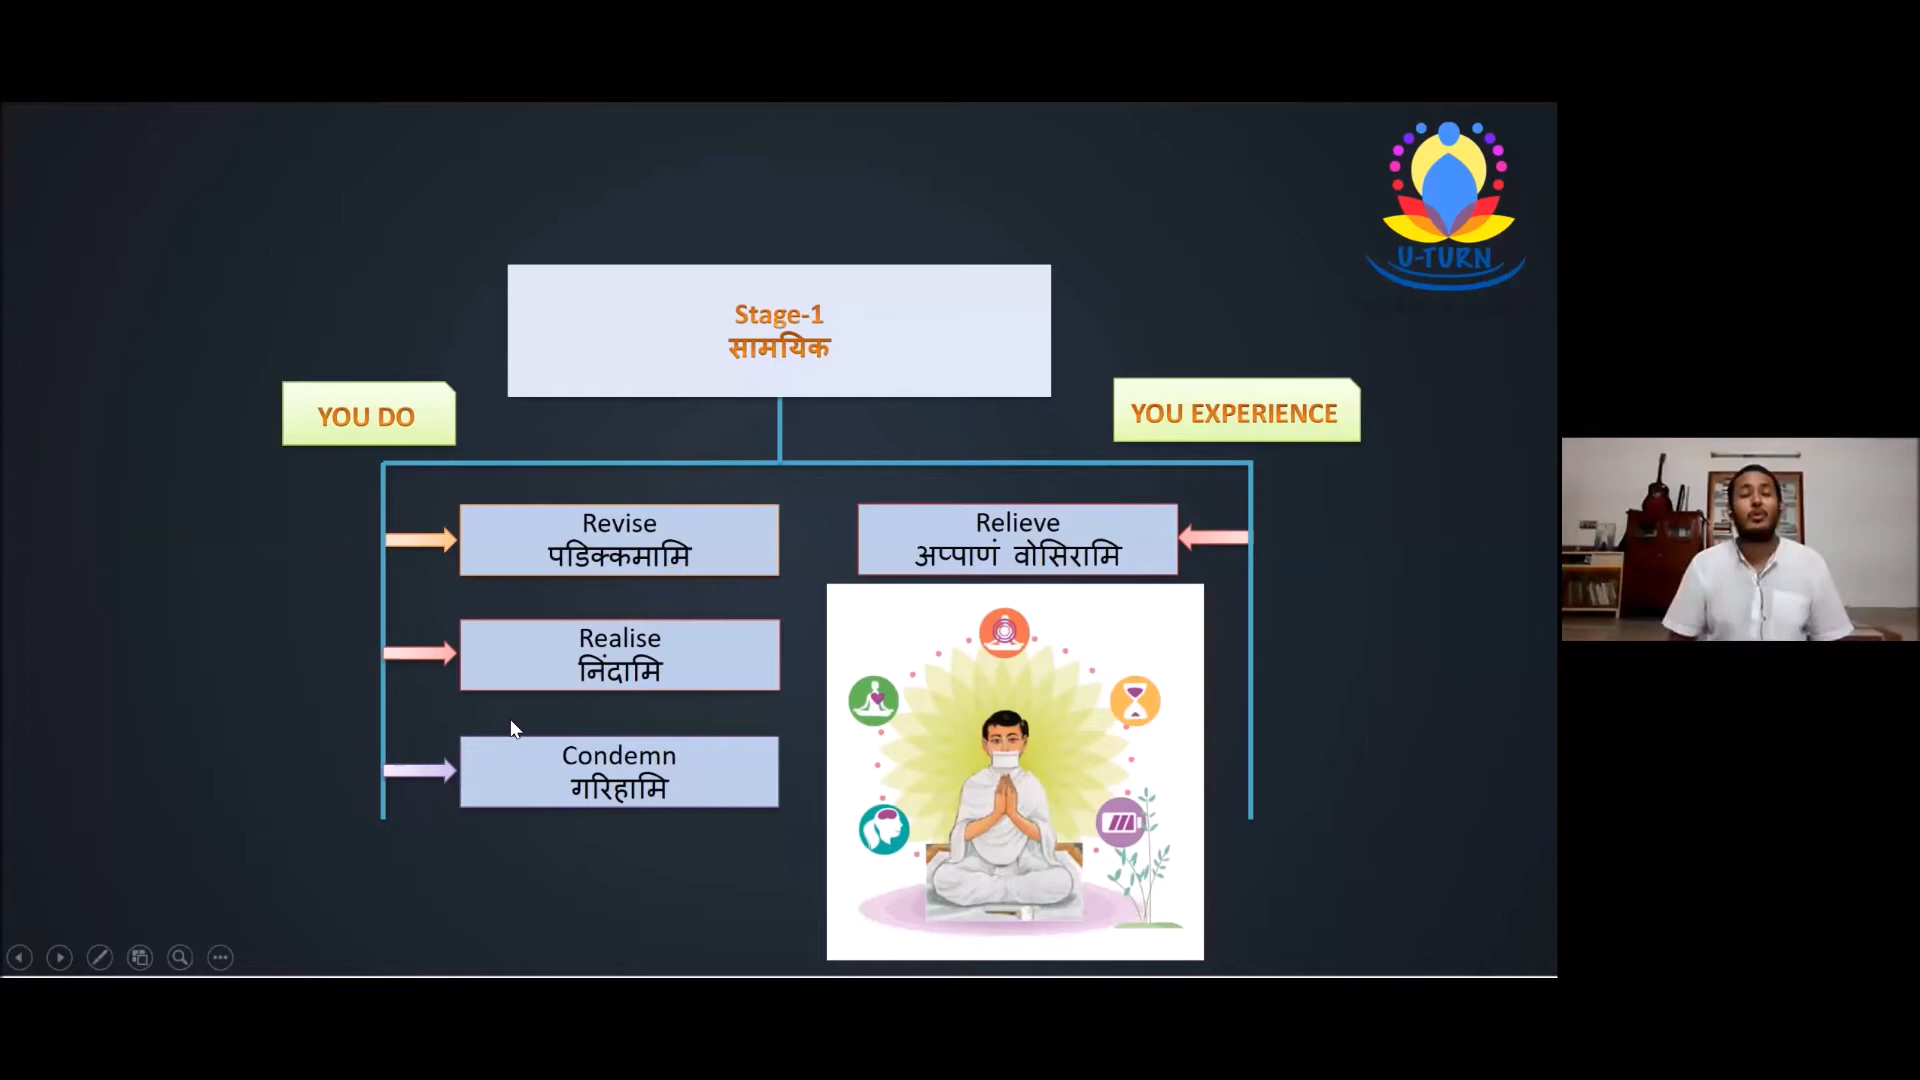 U-TURN
Stage-1
सामयिक
YOU DO
YOU EXPERIENCE
Revise
पडिक्कमामि
Relieve
अप्पाणं वोसिरामि
Realise
निंदामि
Condemn
गरिहामि